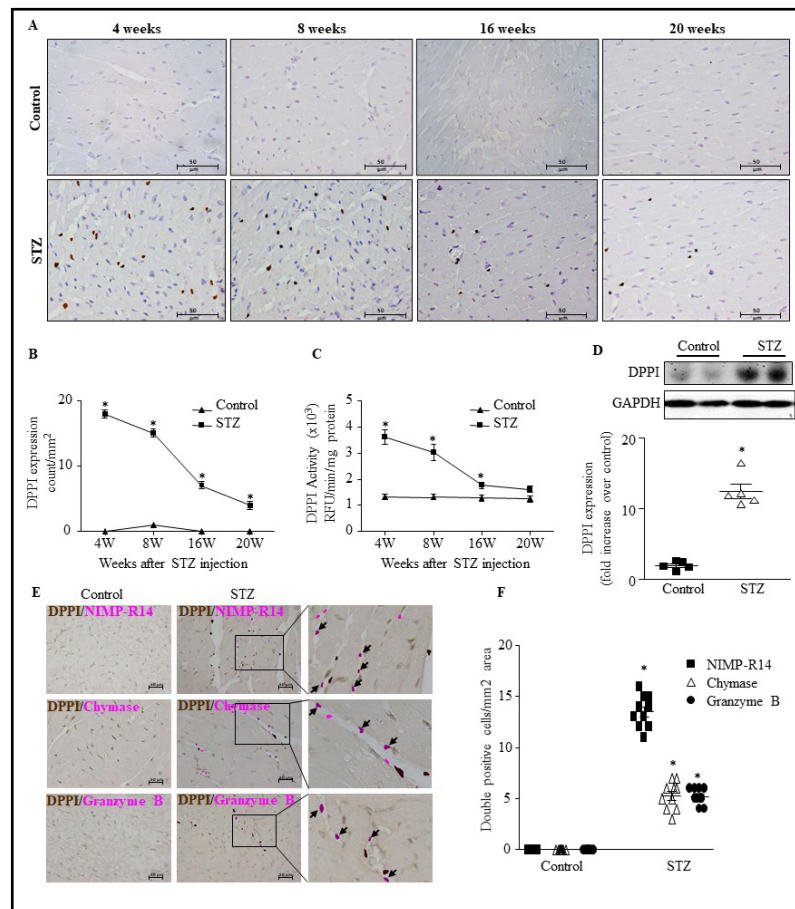 A
4 weeks 8 weeks 16 weeks 20 weeks
Control
50
µm
50
µm
50
µm
50
µm
STZ
50
µm
50
µm
50
µm
50
µm
B
DPPI expression
count/mm²
20
10
0
Control
STZ
* * * *
4W 8W 16W 20W
Weeks after STZ injection
C
DPPI Activity (x10³)
RFU/min/mg protein
5
4
3
2
1
0
Control
STZ
* * *
4W 8W 16W 20W
Weeks after STZ injection
D
Control STZ
DPPI
GAPDH
DPPI expression
(fold increase over control)
20
10
0
*
Control STZ
E
Control STZ
DPPI/NIMP-R14 DPPI/NIMP-R14
DPPI/Chymase DPPI/Chymase
DPPI/Granzyme B DPPI/Granzyme B
F
Double positive cells/mm2 area
20
15
10
5
0
NIMP-R14
Chymase
Granzyme B
* * *
Control STZ